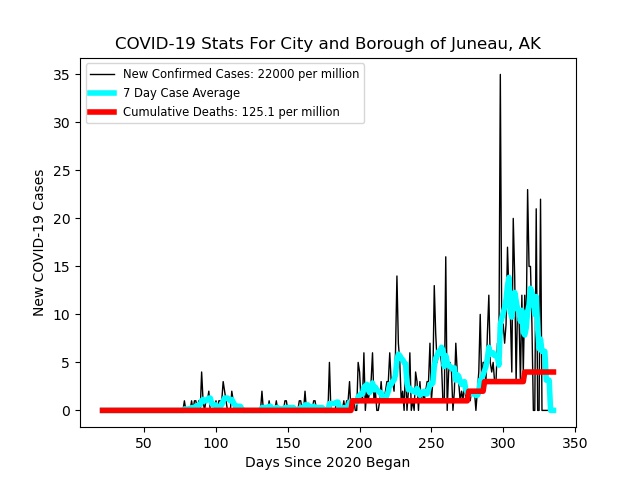 COVID-19 Stats For City and Borough of Juneau, AK
New Confirmed Cases: 22000 per million
7 Day Case Average
Cumulative Deaths: 125.1 per million
New COVID-19 Cases
35
30
25
20
15
10
5
0
50 100 150 200 250 300 350
Days Since 2020 Began